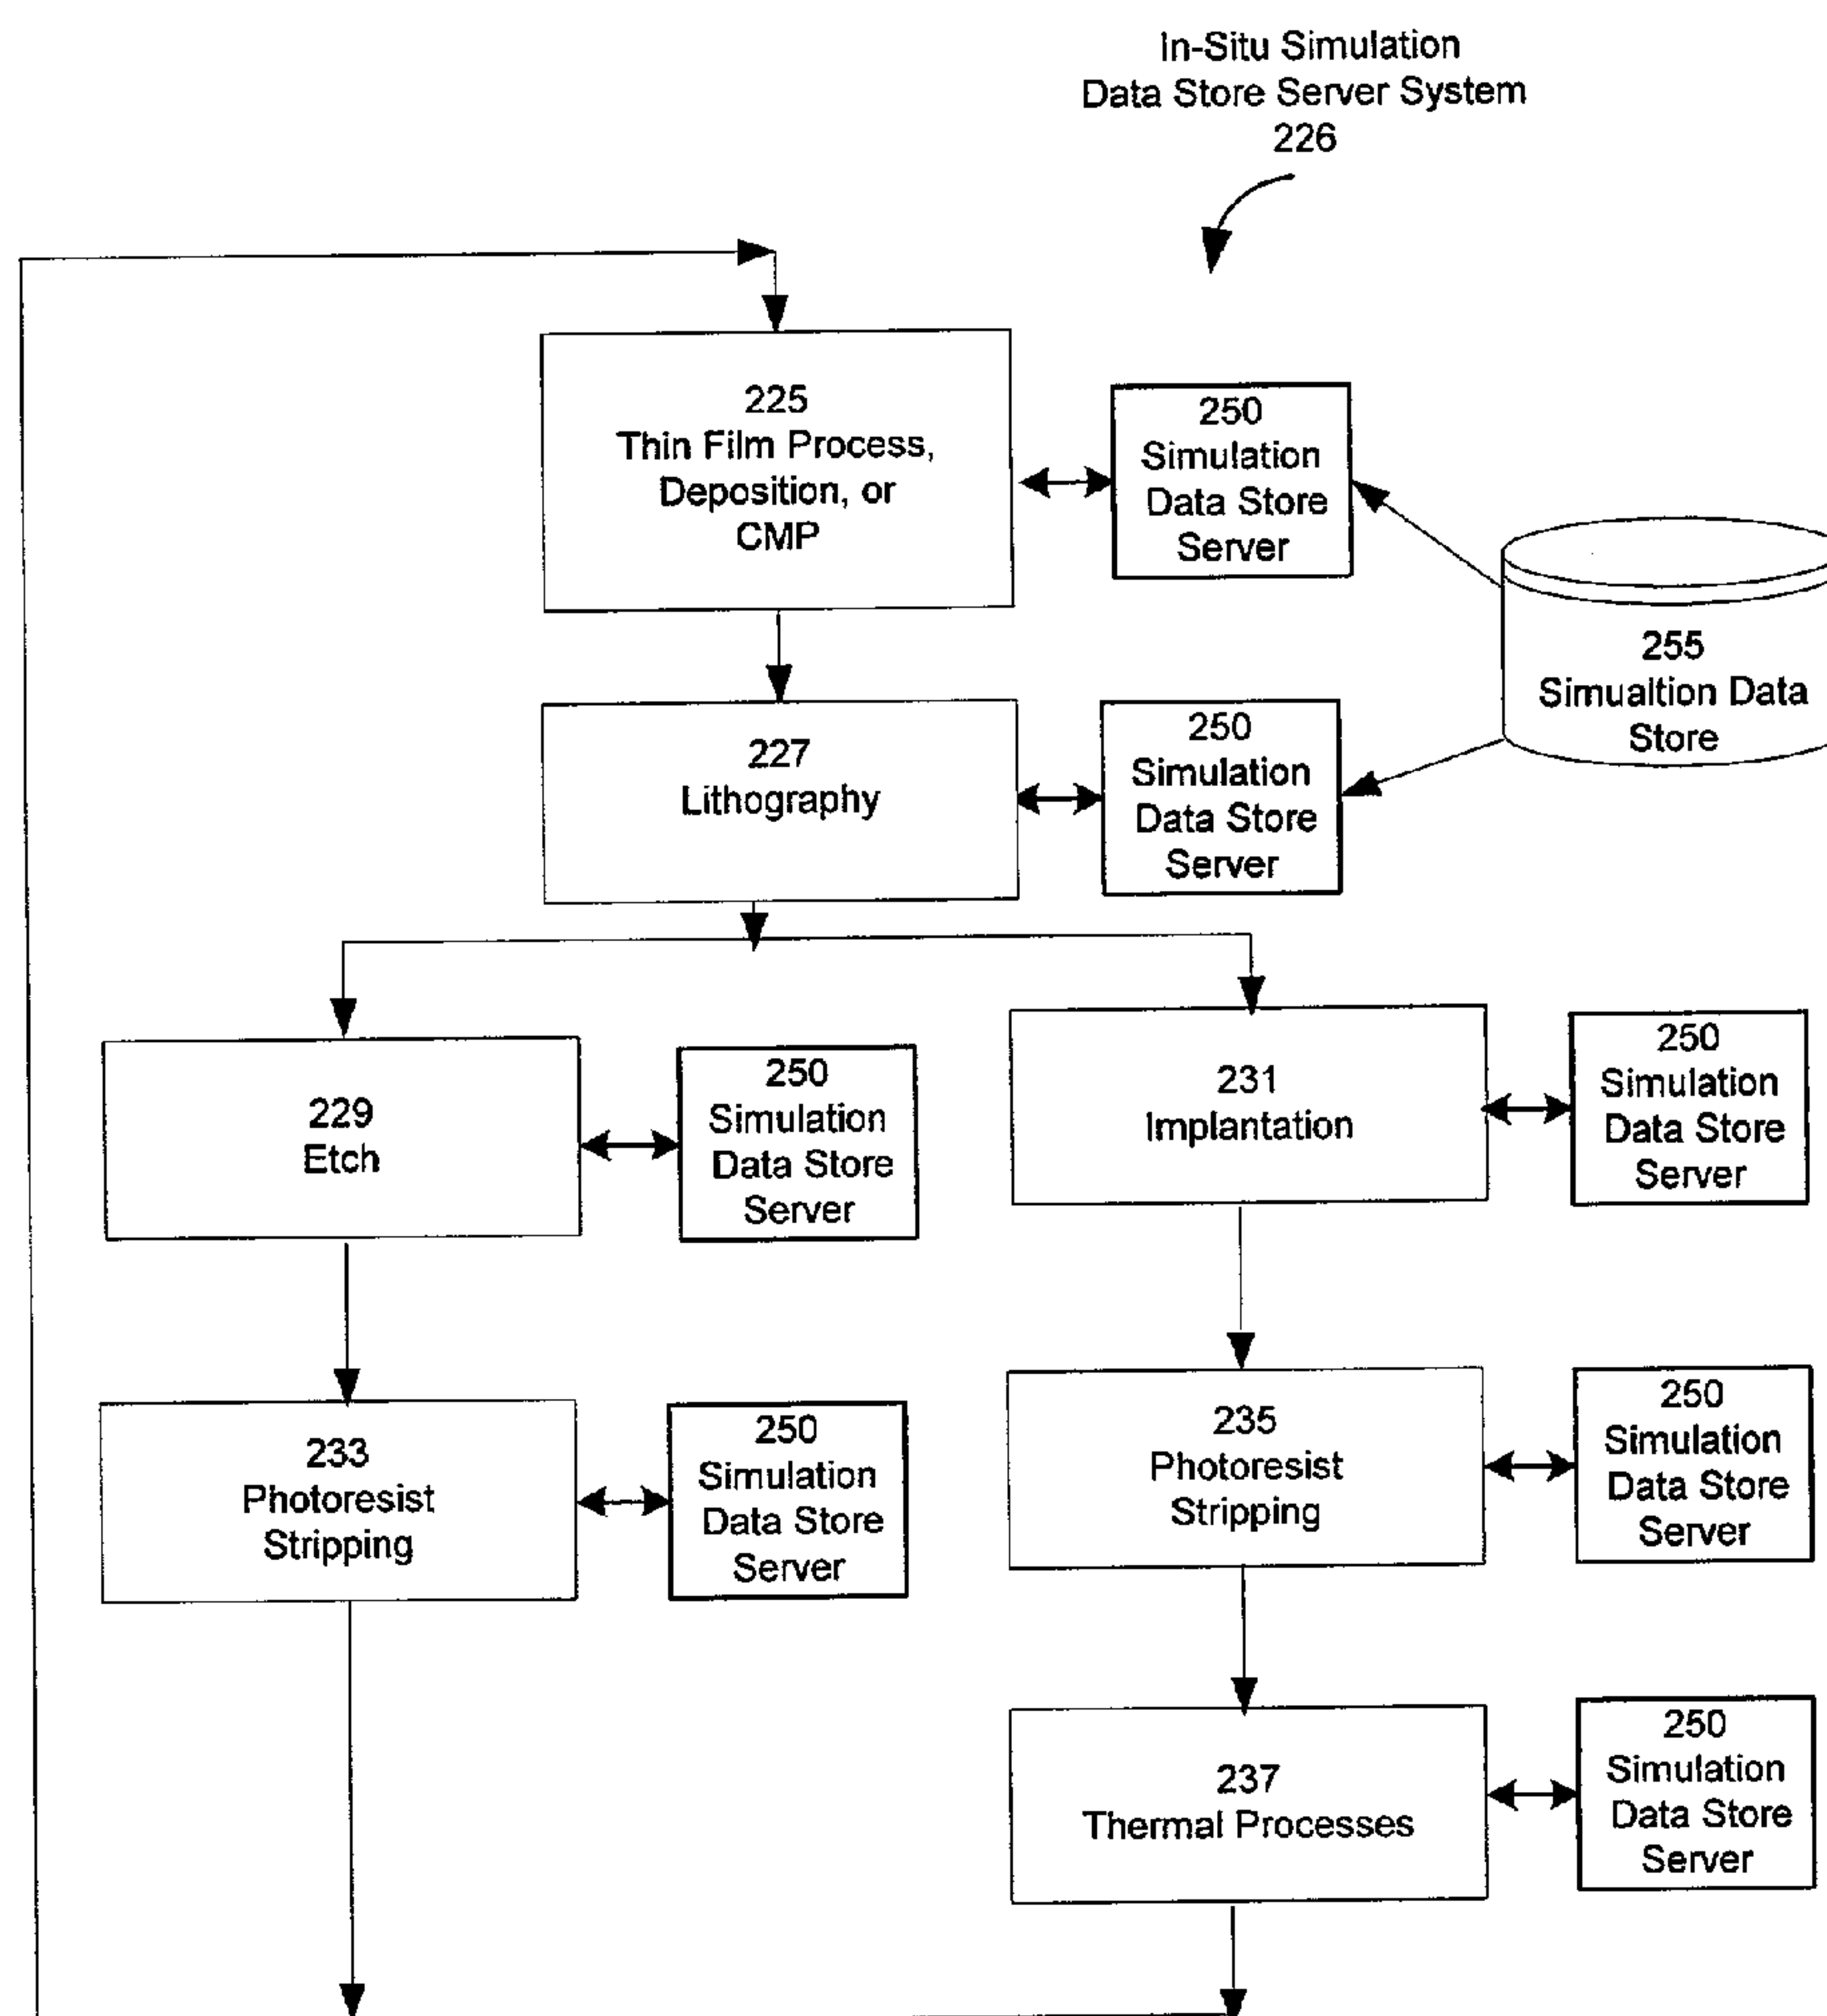 In-Situ Simulation
Data Store Server System
226
225
Thin Film Process,
Deposition, or
CMP
250
Simulation
Data Store
Server
255
Simualtion Data
Store
227
Lithography
250
Simulation
Data Store
Server
229
Etch
250
Simulation
Data Store
Server
231
Implantation
250
Simulation
Data Store
Server
233
Photoresist
Stripping
250
Simulation
Data Store
Server
235
Photoresist
Stripping
250
Simulation
Data Store
Server
237
Thermal Processes
250
Simulation
Data Store
Server